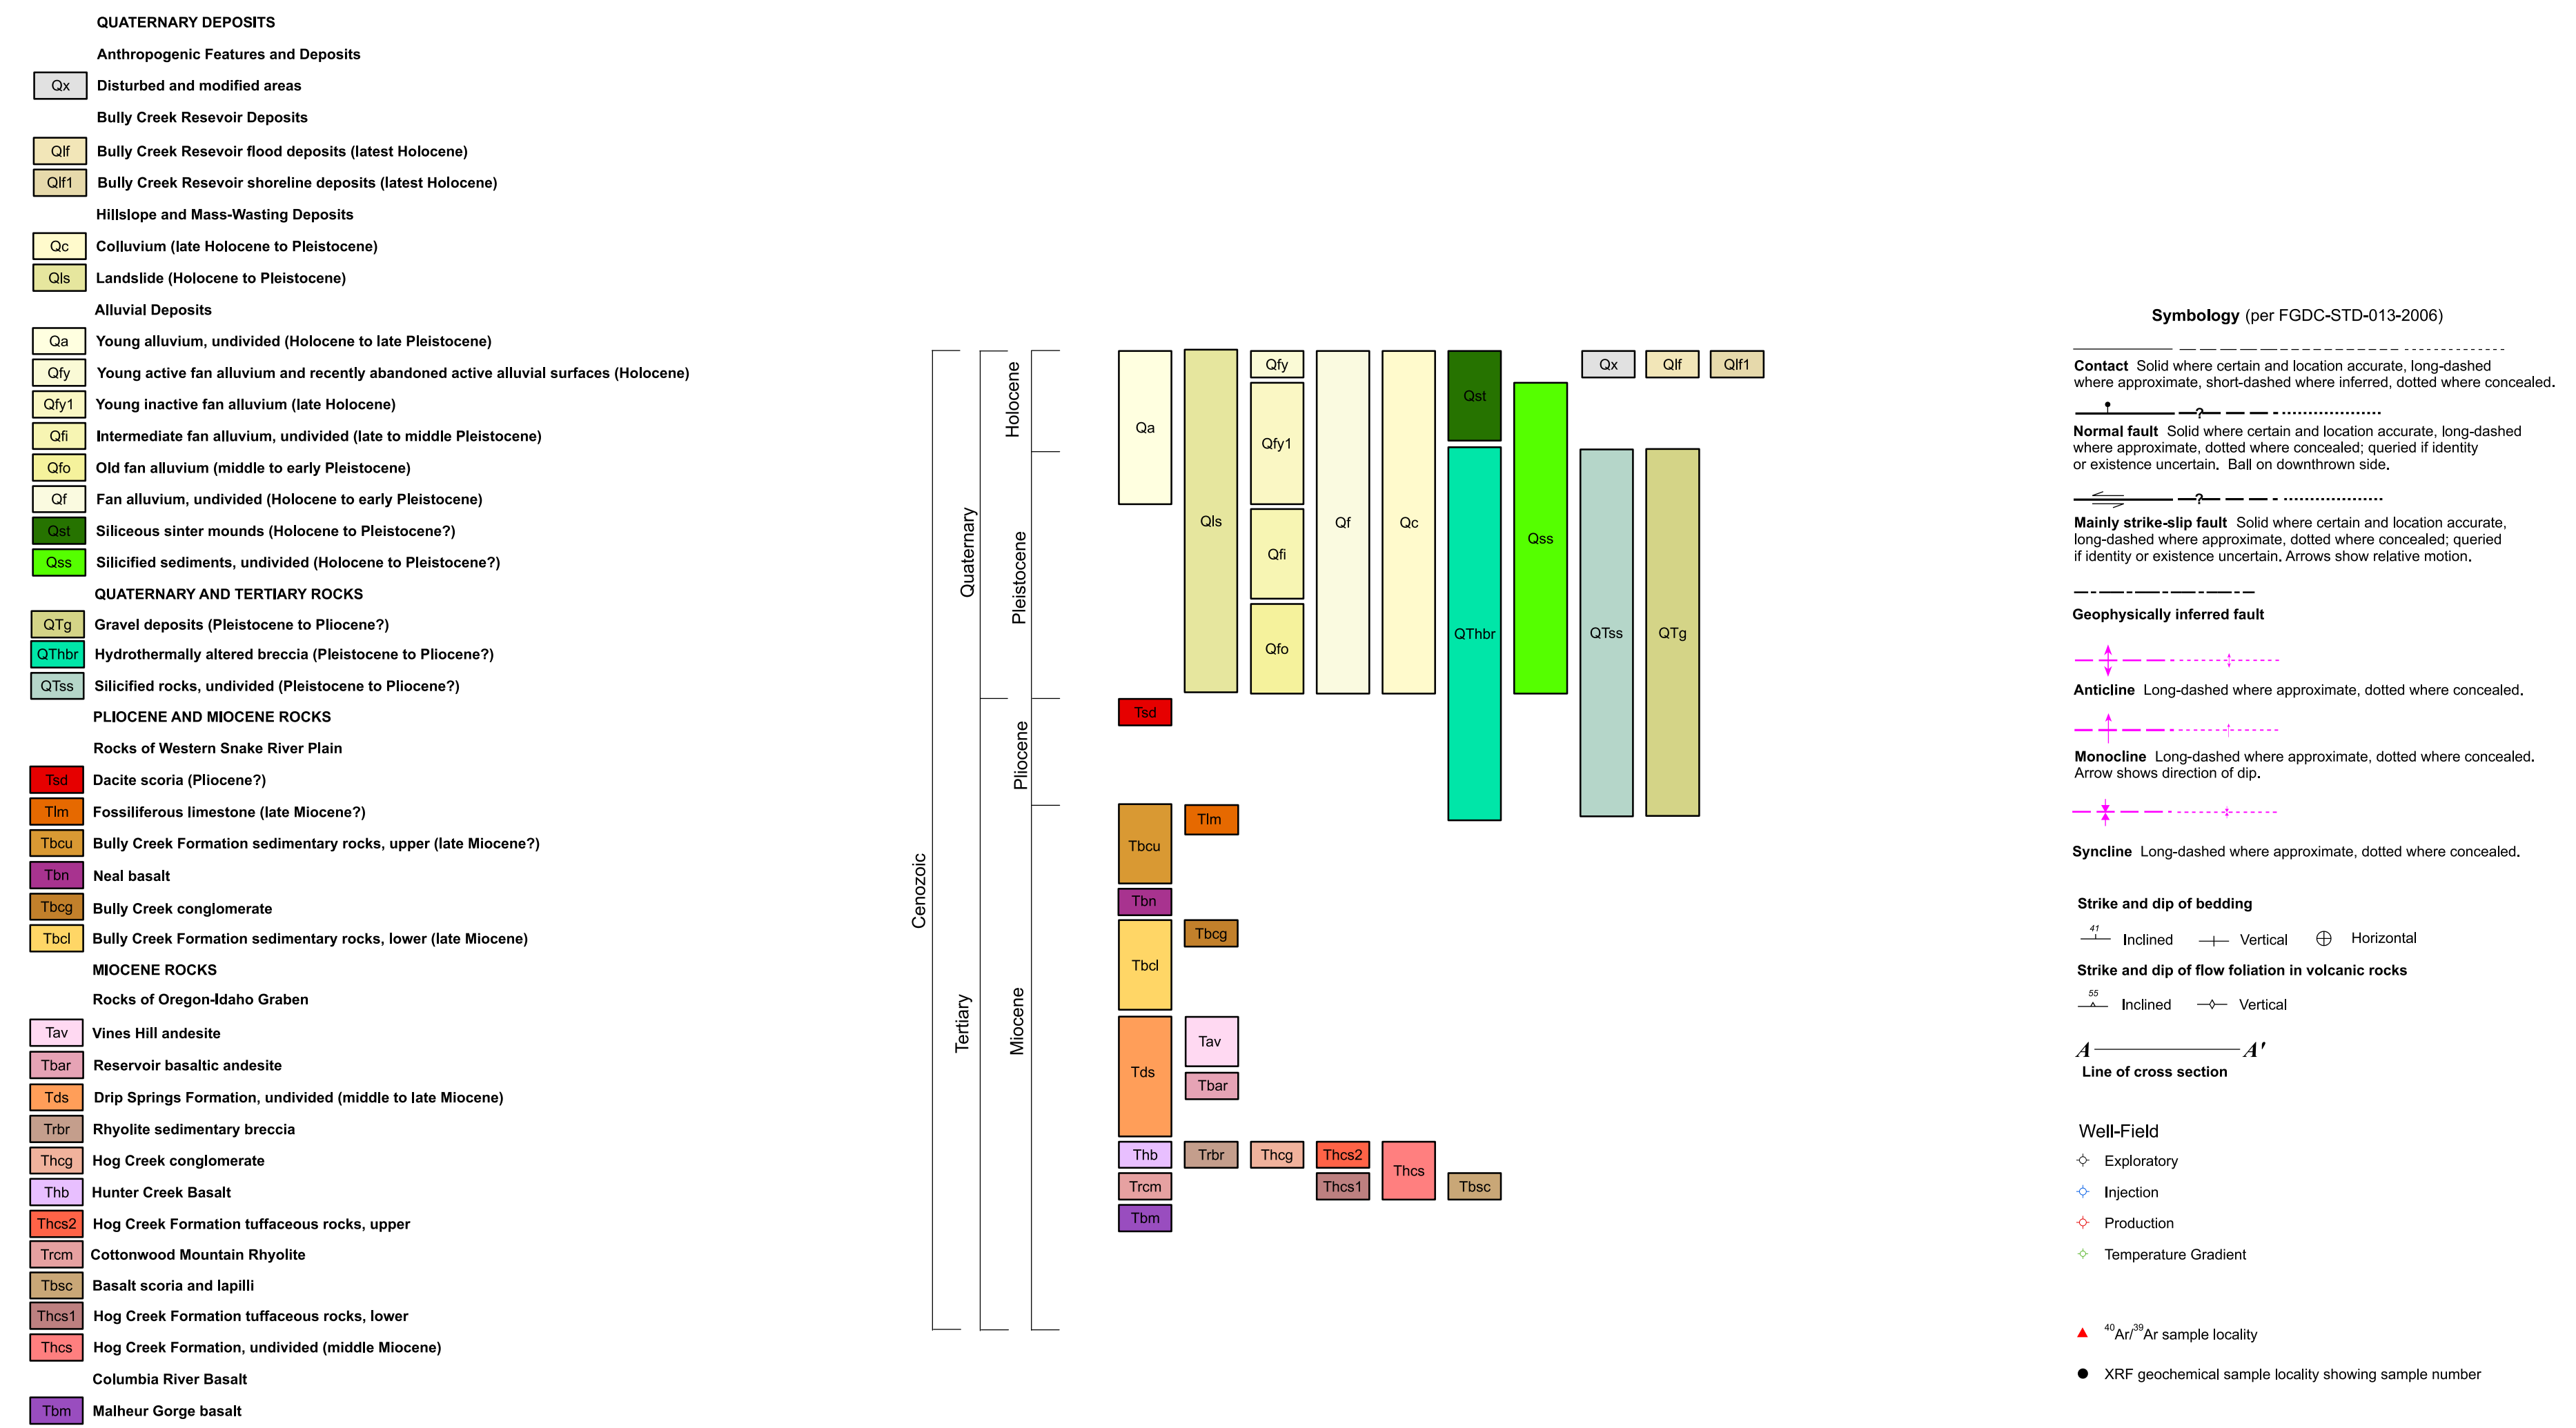 QUATERNARY DEPOSITS
Anthropogenic Features and Deposits
Qx Disturbed and modified areas
Bully Creek Resevoir Deposits
Qlf Bully Creek Resevoir flood deposits (latest Holocene)
Qlf1 Bully Creek Resevoir shoreline deposits (latest Holocene)
Hillslope and Mass-Wasting Deposits
Qc Colluvium (late Holocene to Pleistocene)
Qls Landslide (Holocene to Pleistocene)
Alluvial Deposits
Qa Young alluvium, undivided (Holocene to late Pleistocene)
Qfy Young active fan alluvium and recently abandoned active alluvial surfaces (Holocene)
Qfy1 Young inactive fan alluvium (late Holocene)
Qfi Intermediate fan alluvium, undivided (late to middle Pleistocene)
Qfo Old fan alluvium (middle to early Pleistocene)
Qf Fan alluvium, undivided (Holocene to early Pleistocene)
Qst Siliceous sinter mounds (Holocene to Pleistocene?)
Qss Silicified sediments, undivided (Holocene to Pleistocene?)
QUATERNARY AND TERTIARY ROCKS
QTg Gravel deposits (Pleistocene to Pliocene?)
QThbr Hydrothermally altered breccia (Pleistocene to Pliocene?)
QTss Silicified rocks, undivided (Pleistocene to Pliocene?)
PLIOCENE AND MIOCENE ROCKS
Rocks of Western Snake River Plain
Tsd Dacite scoria (Pliocene?)
Tlm Fossiliferous limestone (late Miocene?)
Tbcu Bully Creek Formation sedimentary rocks, upper (late Miocene?)
Tbn Neal basalt
Tbcg Bully Creek conglomerate
Tbcl Bully Creek Formation sedimentary rocks, lower (late Miocene)
MIOCENE ROCKS
Rocks of Oregon-Idaho Graben
Tav Vines Hill andesite
Tbar Reservoir basaltic andesite
Tds Drip Springs Formation, undivided (middle to late Miocene)
Trbr Rhyolite sedimentary breccia
Thcg Hog Creek conglomerate
Thb Hunter Creek Basalt
Thcs2 Hog Creek Formation tuffaceous rocks, upper
Trcm Cottonwood Mountain Rhyolite
Tbsc Basalt scoria and lapilli
Thcs1 Hog Creek Formation tuffaceous rocks, lower
Thcs Hog Creek Formation, undivided (middle Miocene)
Columbia River Basalt
Tbm Malheur Gorge basalt
Cenozoic
Quaternary
Tertiary
Holocene
Pleistocene
Pliocene
Miocene
Qfy Qx Qlf Qlf1
Qst
Qa
Qfy1
Qls Qf Qc
Qss
Qfi
QThbr QTss QTg
Qfo
Tsd
Tlm
Tbcu
Tbn
Tbcg
Tbcl
Tav
Tds
Tbar
Thb Trbr Thcg Thcs2
Thcs
Trcm Thcs1 Tbsc
Tbm
Symbology (per FGDC-STD-013-2006)
Contact Solid where certain and location accurate, long-dashed
where approximate, short-dashed where inferred, dotted where concealed.
?
Normal fault Solid where certain and location accurate, long-dashed
where approximate, dotted where concealed; queried if identity
or existence uncertain. Ball on downthrown side.
?
Mainly strike-slip fault Solid where certain and location accurate,
long-dashed where approximate, dotted where concealed; queried
if identity or existence uncertain. Arrows show relative motion.
Geophysically inferred fault
Anticline Long-dashed where approximate, dotted where concealed.
Monocline Long-dashed where approximate, dotted where concealed.
Arrow shows direction of dip.
Syncline Long-dashed where approximate, dotted where concealed.
Strike and dip of bedding
41 Inclined Vertical Horizontal
Strike and dip of flow foliation in volcanic rocks
55 Inclined Vertical
A A'
Line of cross section
Well-Field
Exploratory
Injection
Production
Temperature Gradient
40Ar/39Ar sample locality
XRF geochemical sample locality showing sample number